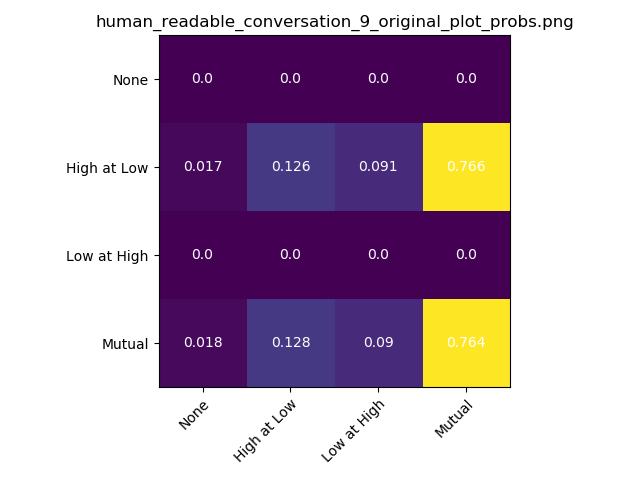 human_readable_conversation_9_original_plot_probs.png
None 0.0 0.0 0.0 0.0
High at Low 0.017 0.126 0.091 0.766
Low at High 0.0 0.0 0.0 0.0
Mutual 0.018 0.128 0.09 0.764
None High at Low Low at High Mutual